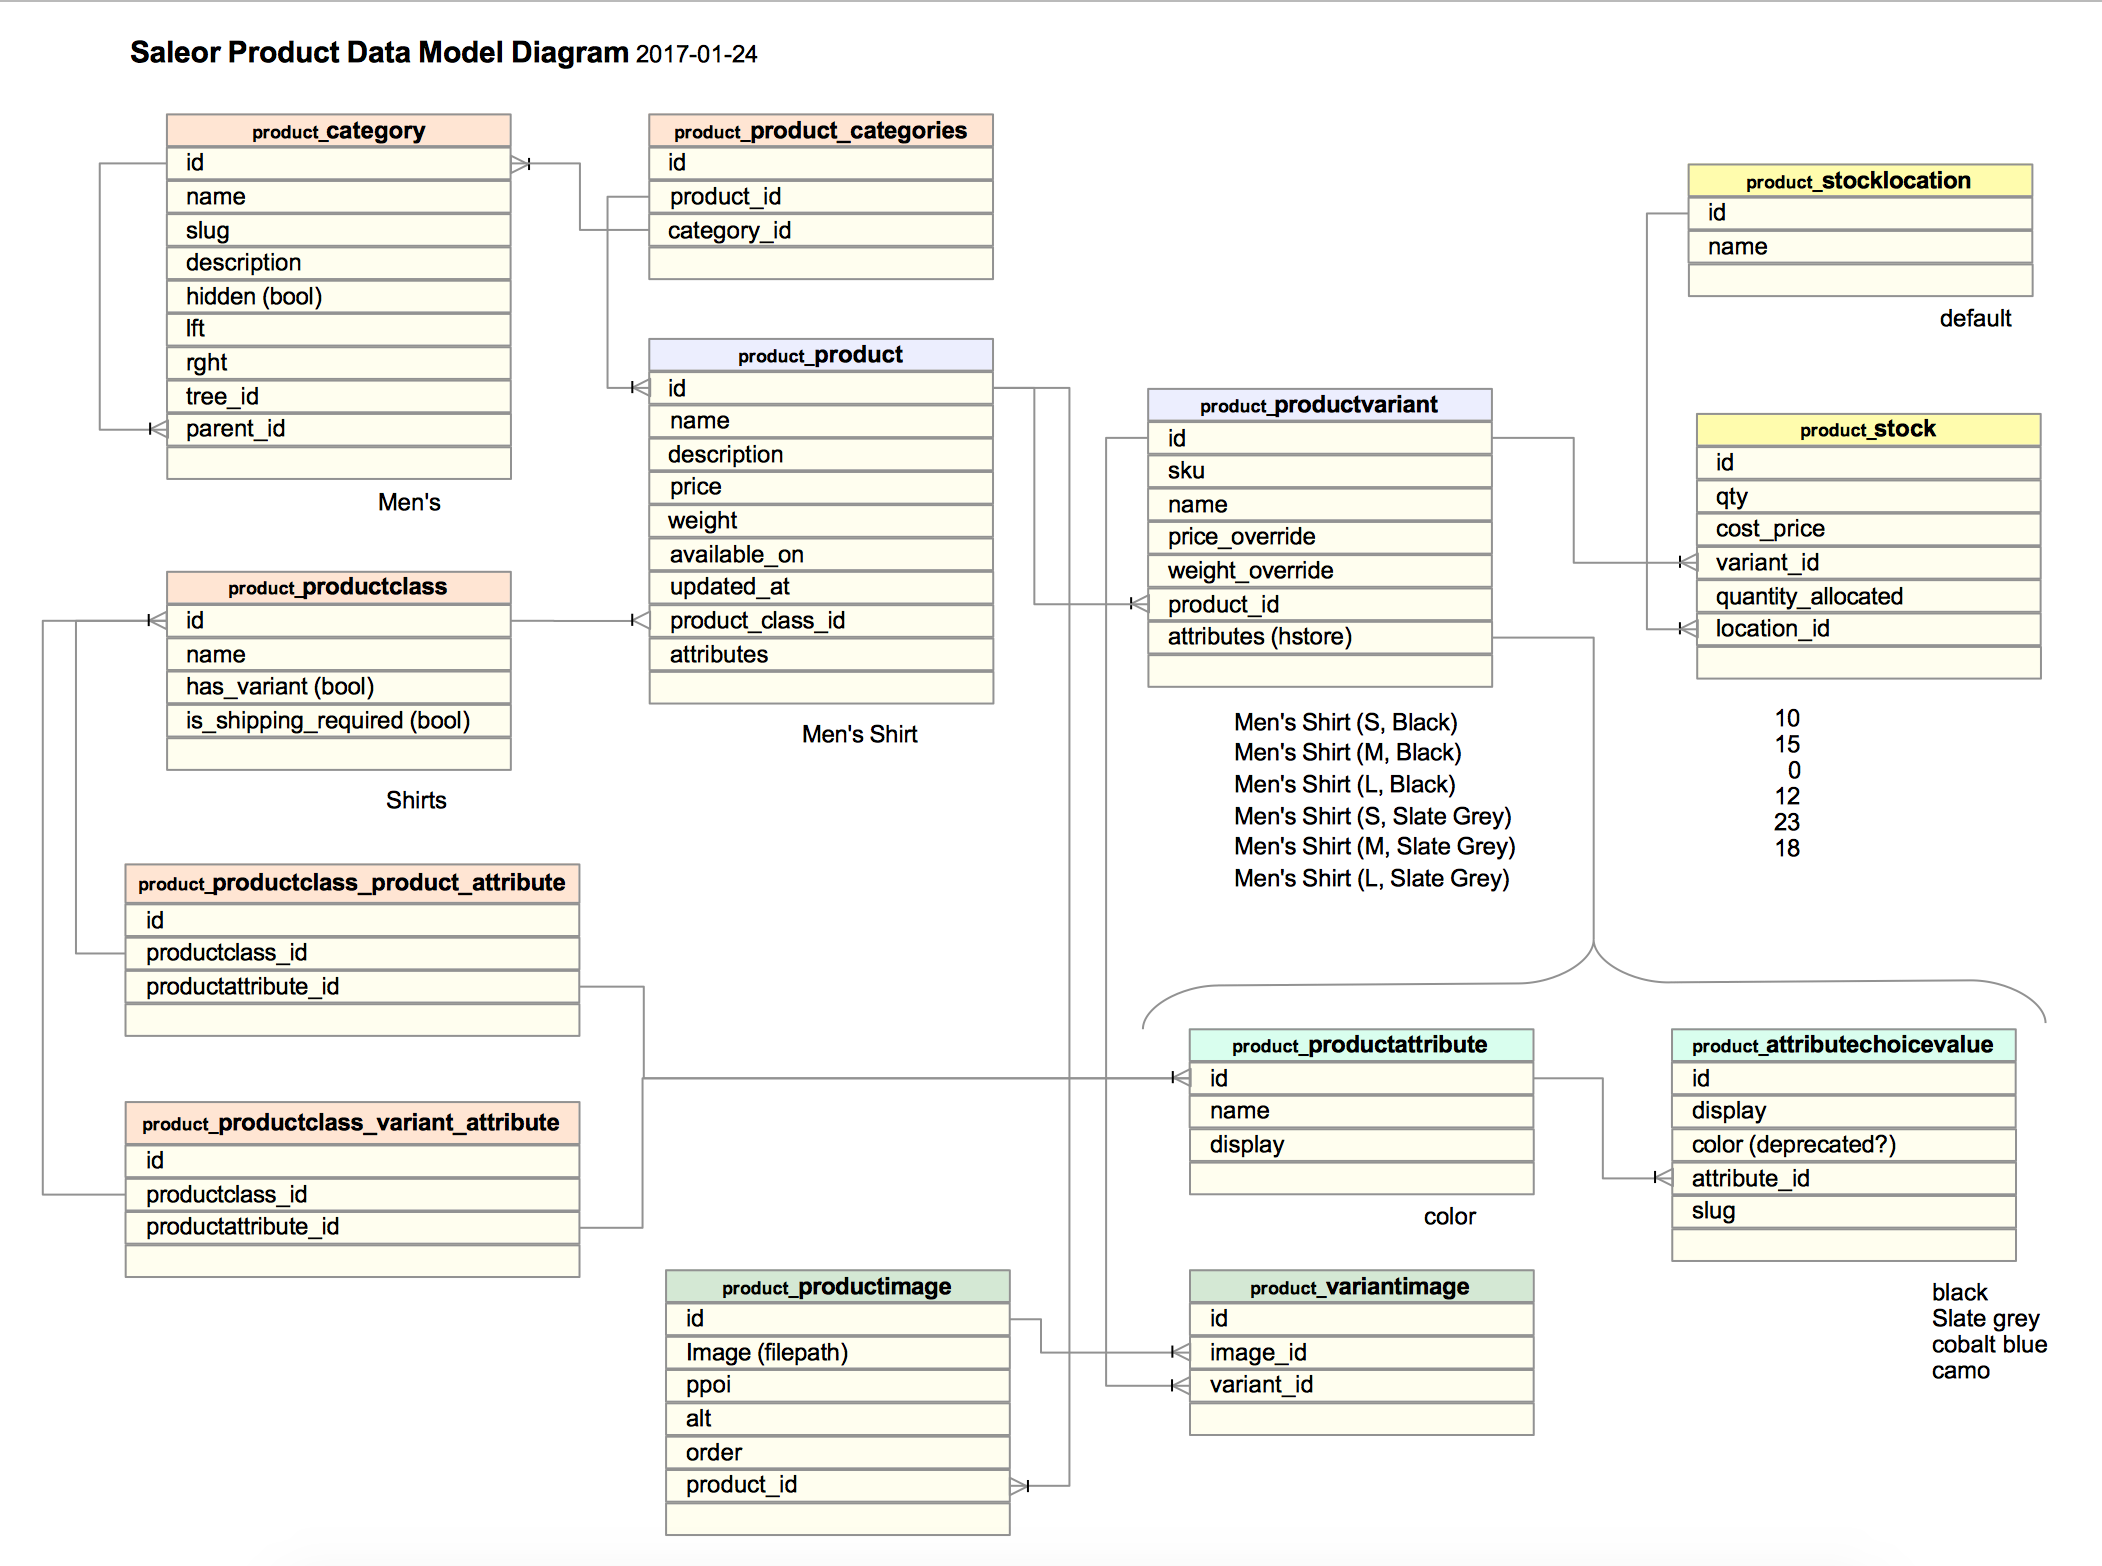 Saleor Product Data Model Diagram 2017-01-24
product_category
id
name
slug
description
hidden (bool)
lft
rght
tree_id
parent_id
Men's
product_product_categories
id
product_id
category_id
product_product
id
name
description
price
weight
available_on
updated_at
product_class_id
attributes
Men's Shirt
product_productclass
id
name
has_variant (bool)
is_shipping_required (bool)
Shirts
product_productclass_product_attribute
id
productclass_id
productattribute_id
product_productclass_variant_attribute
id
productclass_id
productattribute_id
product_productvariant
id
sku
name
price_override
weight_override
product_id
attributes (hstore)
Men's Shirt (S, Black)
Men's Shirt (M, Black)
Men's Shirt (L, Black)
Men's Shirt (S, Slate Grey)
Men's Shirt (M, Slate Grey)
Men's Shirt (L, Slate Grey)
product_stocklocation
id
name
default
product_stock
id
qty
cost_price
variant_id
quantity_allocated
location_id
10
15
0
12
23
18
product_productattribute
id
name
display
color
product_attributechoicevalue
id
display
color (deprecated?)
attribute_id
slug
black
Slate grey
cobalt blue
camo
product_productimage
id
Image (filepath)
ppoi
alt
order
product_id
product_variantimage
id
image_id
variant_id